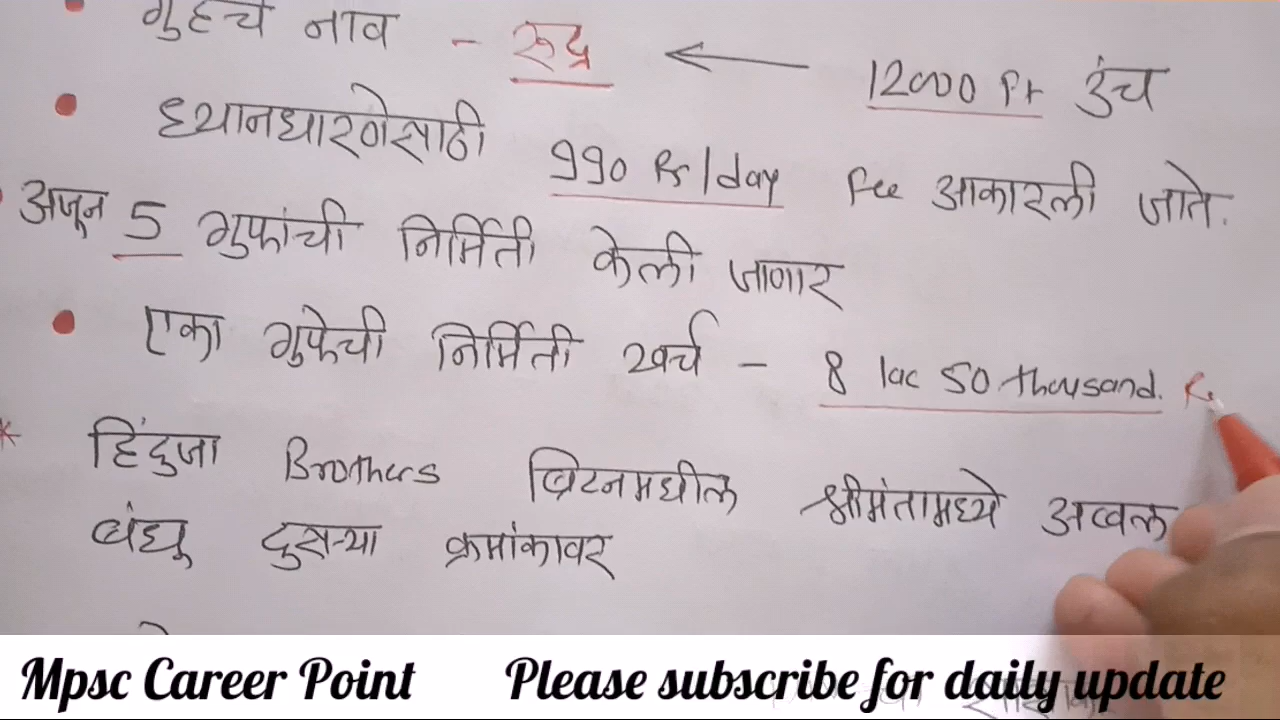 गुहेचे नाव - रूद्र ← 12000 Ft उंच
ध्यानधारणेसाठी 990 Rs/day Fee आकारली जाते.
अजून 5 गुफांची निर्मिती केली जाणार
एका गुफेची निर्मिती खर्च - 8 lac 50 thousand.
* हिंदुजा Brothers ब्रिटनमधील श्रीमंतामध्ये अव्वल
बंधू दुसऱ्या क्रमांकावर
Mpsc Career Point Please subscribe for daily update